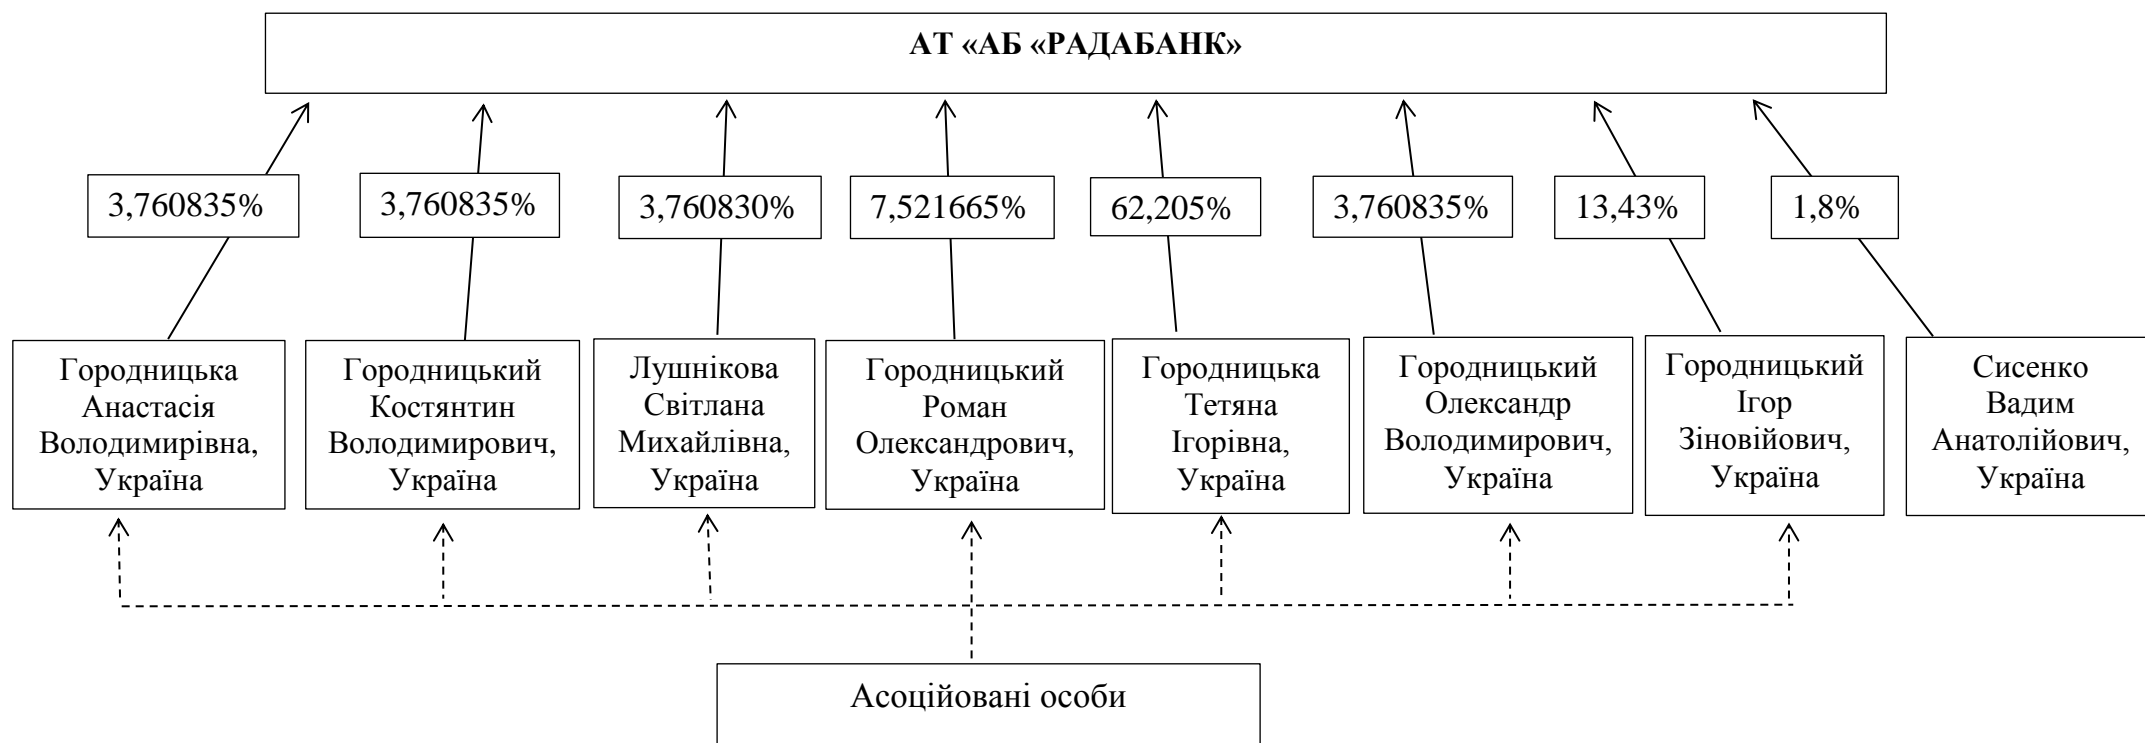 АТ «АБ «РАДАБАНК»
3,760835%
3,760835%
3,760830%
7,521665%
62,205%
3,760835%
13,43%
1,8%
Городницька
Анастасія
Володимирівна,
Україна
Городницький
Костянтин
Володимирович,
Україна
Лушнікова
Світлана
Михайлівна,
Україна
Городницький
Роман
Олександрович,
Україна
Городницька
Тетяна
Ігорівна,
Україна
Городницький
Олександр
Володимирович,
Україна
Городницький
Ігор
Зіновійович,
Україна
Сисенко
Вадим
Анатолійович,
Україна
Асоційовані особи